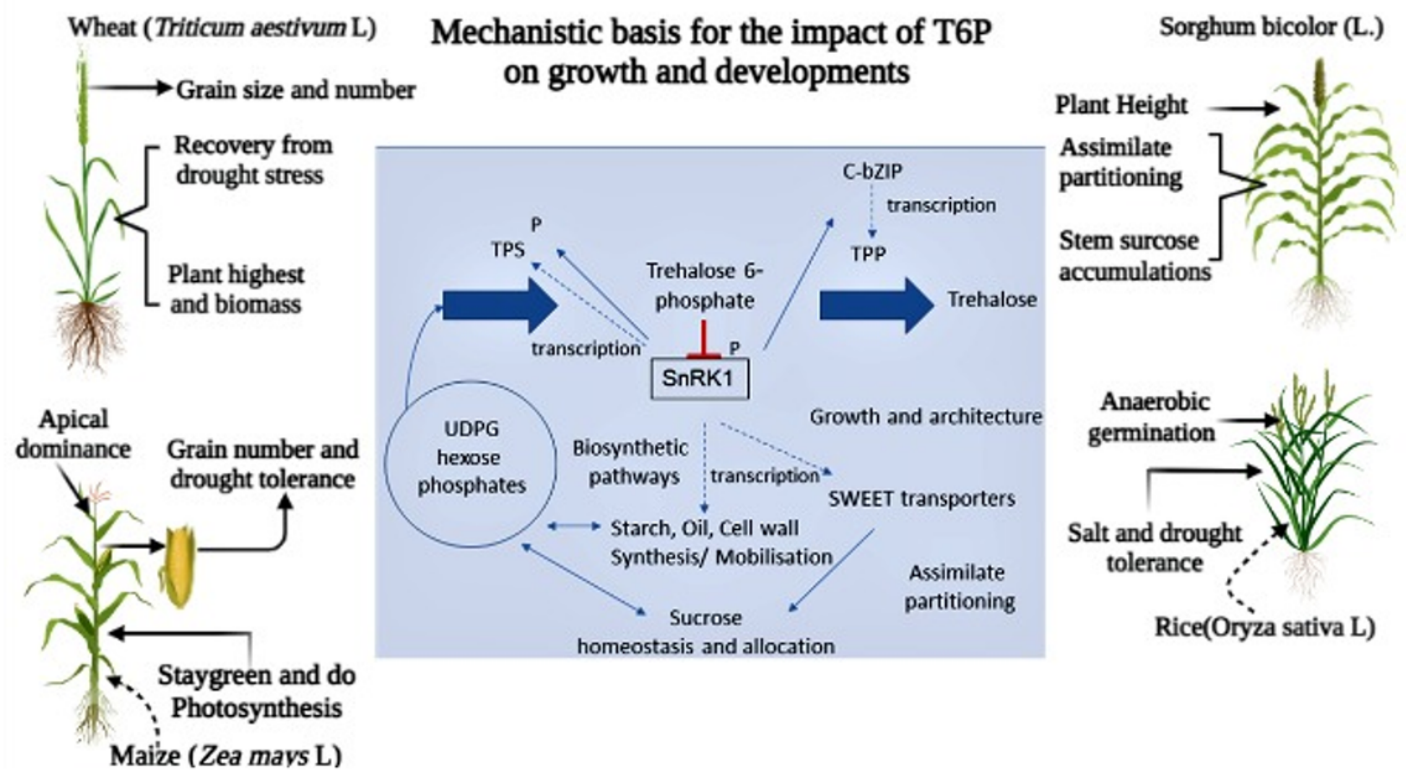 Mechanistic basis for the impact of T6P
on growth and developments
Wheat (Triticum aestivum L)
Grain size and number
Recovery from
drought stress
Plant highest
and biomass
Apical
dominance
Grain number and
drought tolerance
Staygreen and do
Photosynthesis
Maize (Zea mays L)
P
TPS
transcription
Trehalose 6-
phosphate
P
SnRK1
C-bZIP
transcription
TPP
Trehalose
UDPG
hexose
phosphates
Biosynthetic
pathways
transcription
Growth and architecture
SWEET transporters
Starch, Oil, Cell wall
Synthesis/ Mobilisation
Assimilate
partitioning
Sucrose
homeostasis and allocation
Sorghum bicolor (L.)
Plant Height
Assimilate
partitioning
Stem surcose
accumulations
Anaerobic
germination
Salt and drought
tolerance
Rice(Oryza sativa L)